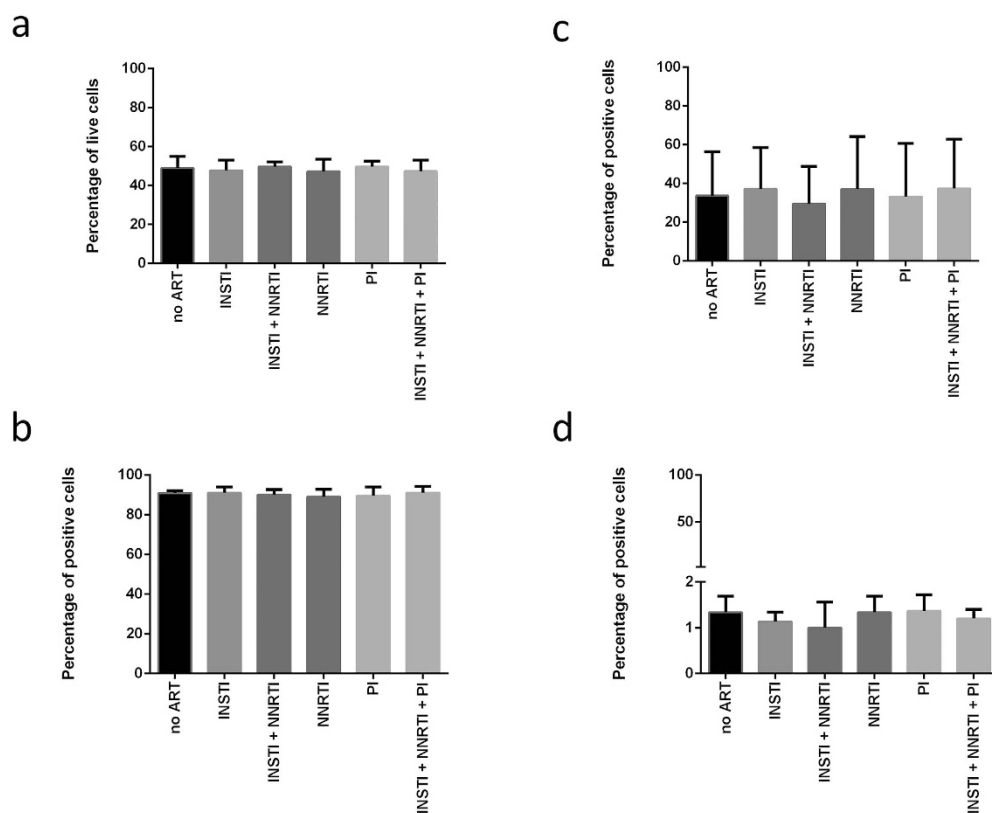 a
Percentage of live cells
100
80
60
40
20
0
no ART
INSTI
INSTI + NNRTI
NNRTI
PI
INSTI + NNRTI + PI
b
Percentage of positive cells
100
80
60
40
20
0
no ART
INSTI
INSTI + NNRTI
NNRTI
PI
INSTI + NNRTI + PI
c
Percentage of positive cells
100
80
60
40
20
0
no ART
INSTI
INSTI + NNRTI
NNRTI
PI
INSTI + NNRTI + PI
d
Percentage of positive cells
100
50
2
1
0
no ART
INSTI
INSTI + NNRTI
NNRTI
PI
INSTI + NNRTI + PI